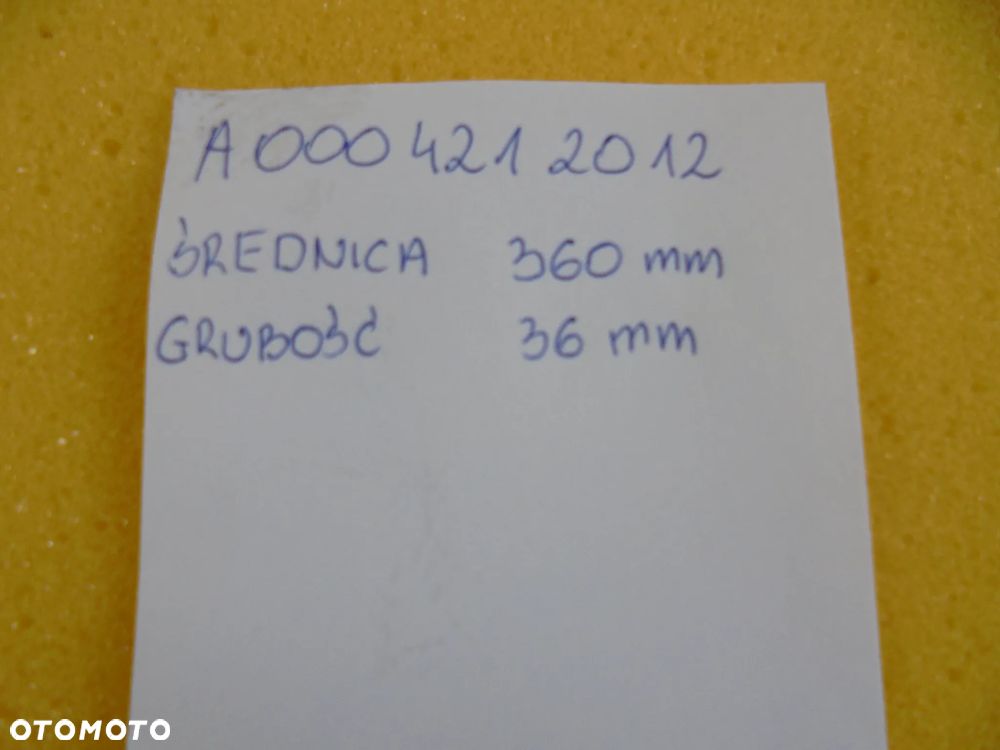 A 000 421 2012
ŚREDNICA 360 mm
GRUBOŚĆ 36 mm
OTOMOTO